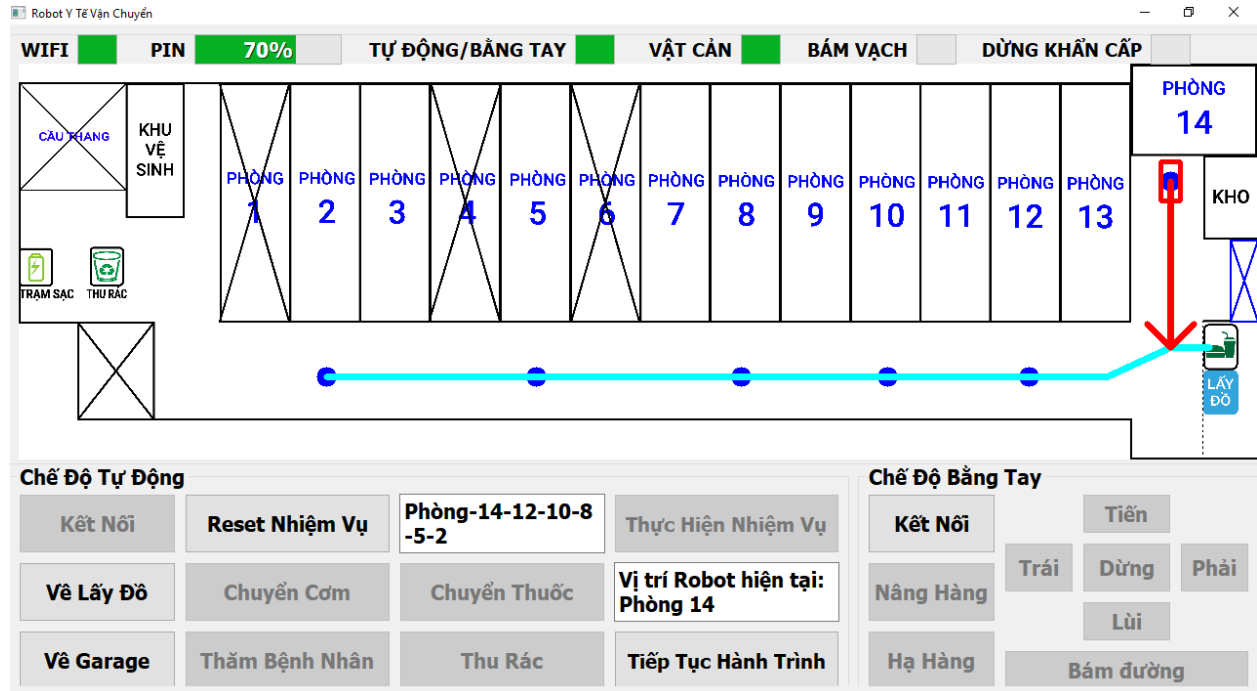 Robot Y Tế Vận Chuyển
WIFI PIN 70% TỰ ĐỘNG/BẰNG TAY VẬT CẢN BÁM VẠCH DỪNG KHẨN CẤP
CẦU THANG
KHU
VỆ
SINH
PHÒNG
1
PHÒNG
2
PHÒNG
3
PHÒNG
4
PHÒNG
5
PHÒNG
6
PHÒNG
7
PHÒNG
8
PHÒNG
9
PHÒNG
10
PHÒNG
11
PHÒNG
12
PHÒNG
13
PHÒNG
14
KHO
TRẠM SẠC
THU RÁC
LẤY
ĐỒ
Chế Độ Tự Động
Kết Nối
Reset Nhiệm Vụ
Phòng-14-12-10-8
-5-2
Thực Hiện Nhiệm Vụ
Về Lấy Đồ
Chuyển Cơm
Chuyển Thuốc
Vị trí Robot hiện tại:
Phòng 14
Về Garage
Thăm Bệnh Nhân
Thu Rác
Tiếp Tục Hành Trình
Chế Độ Bằng Tay
Kết Nối
Tiến
Nâng Hàng
Trái
Dừng
Phải
Lùi
Hạ Hàng
Bám đường